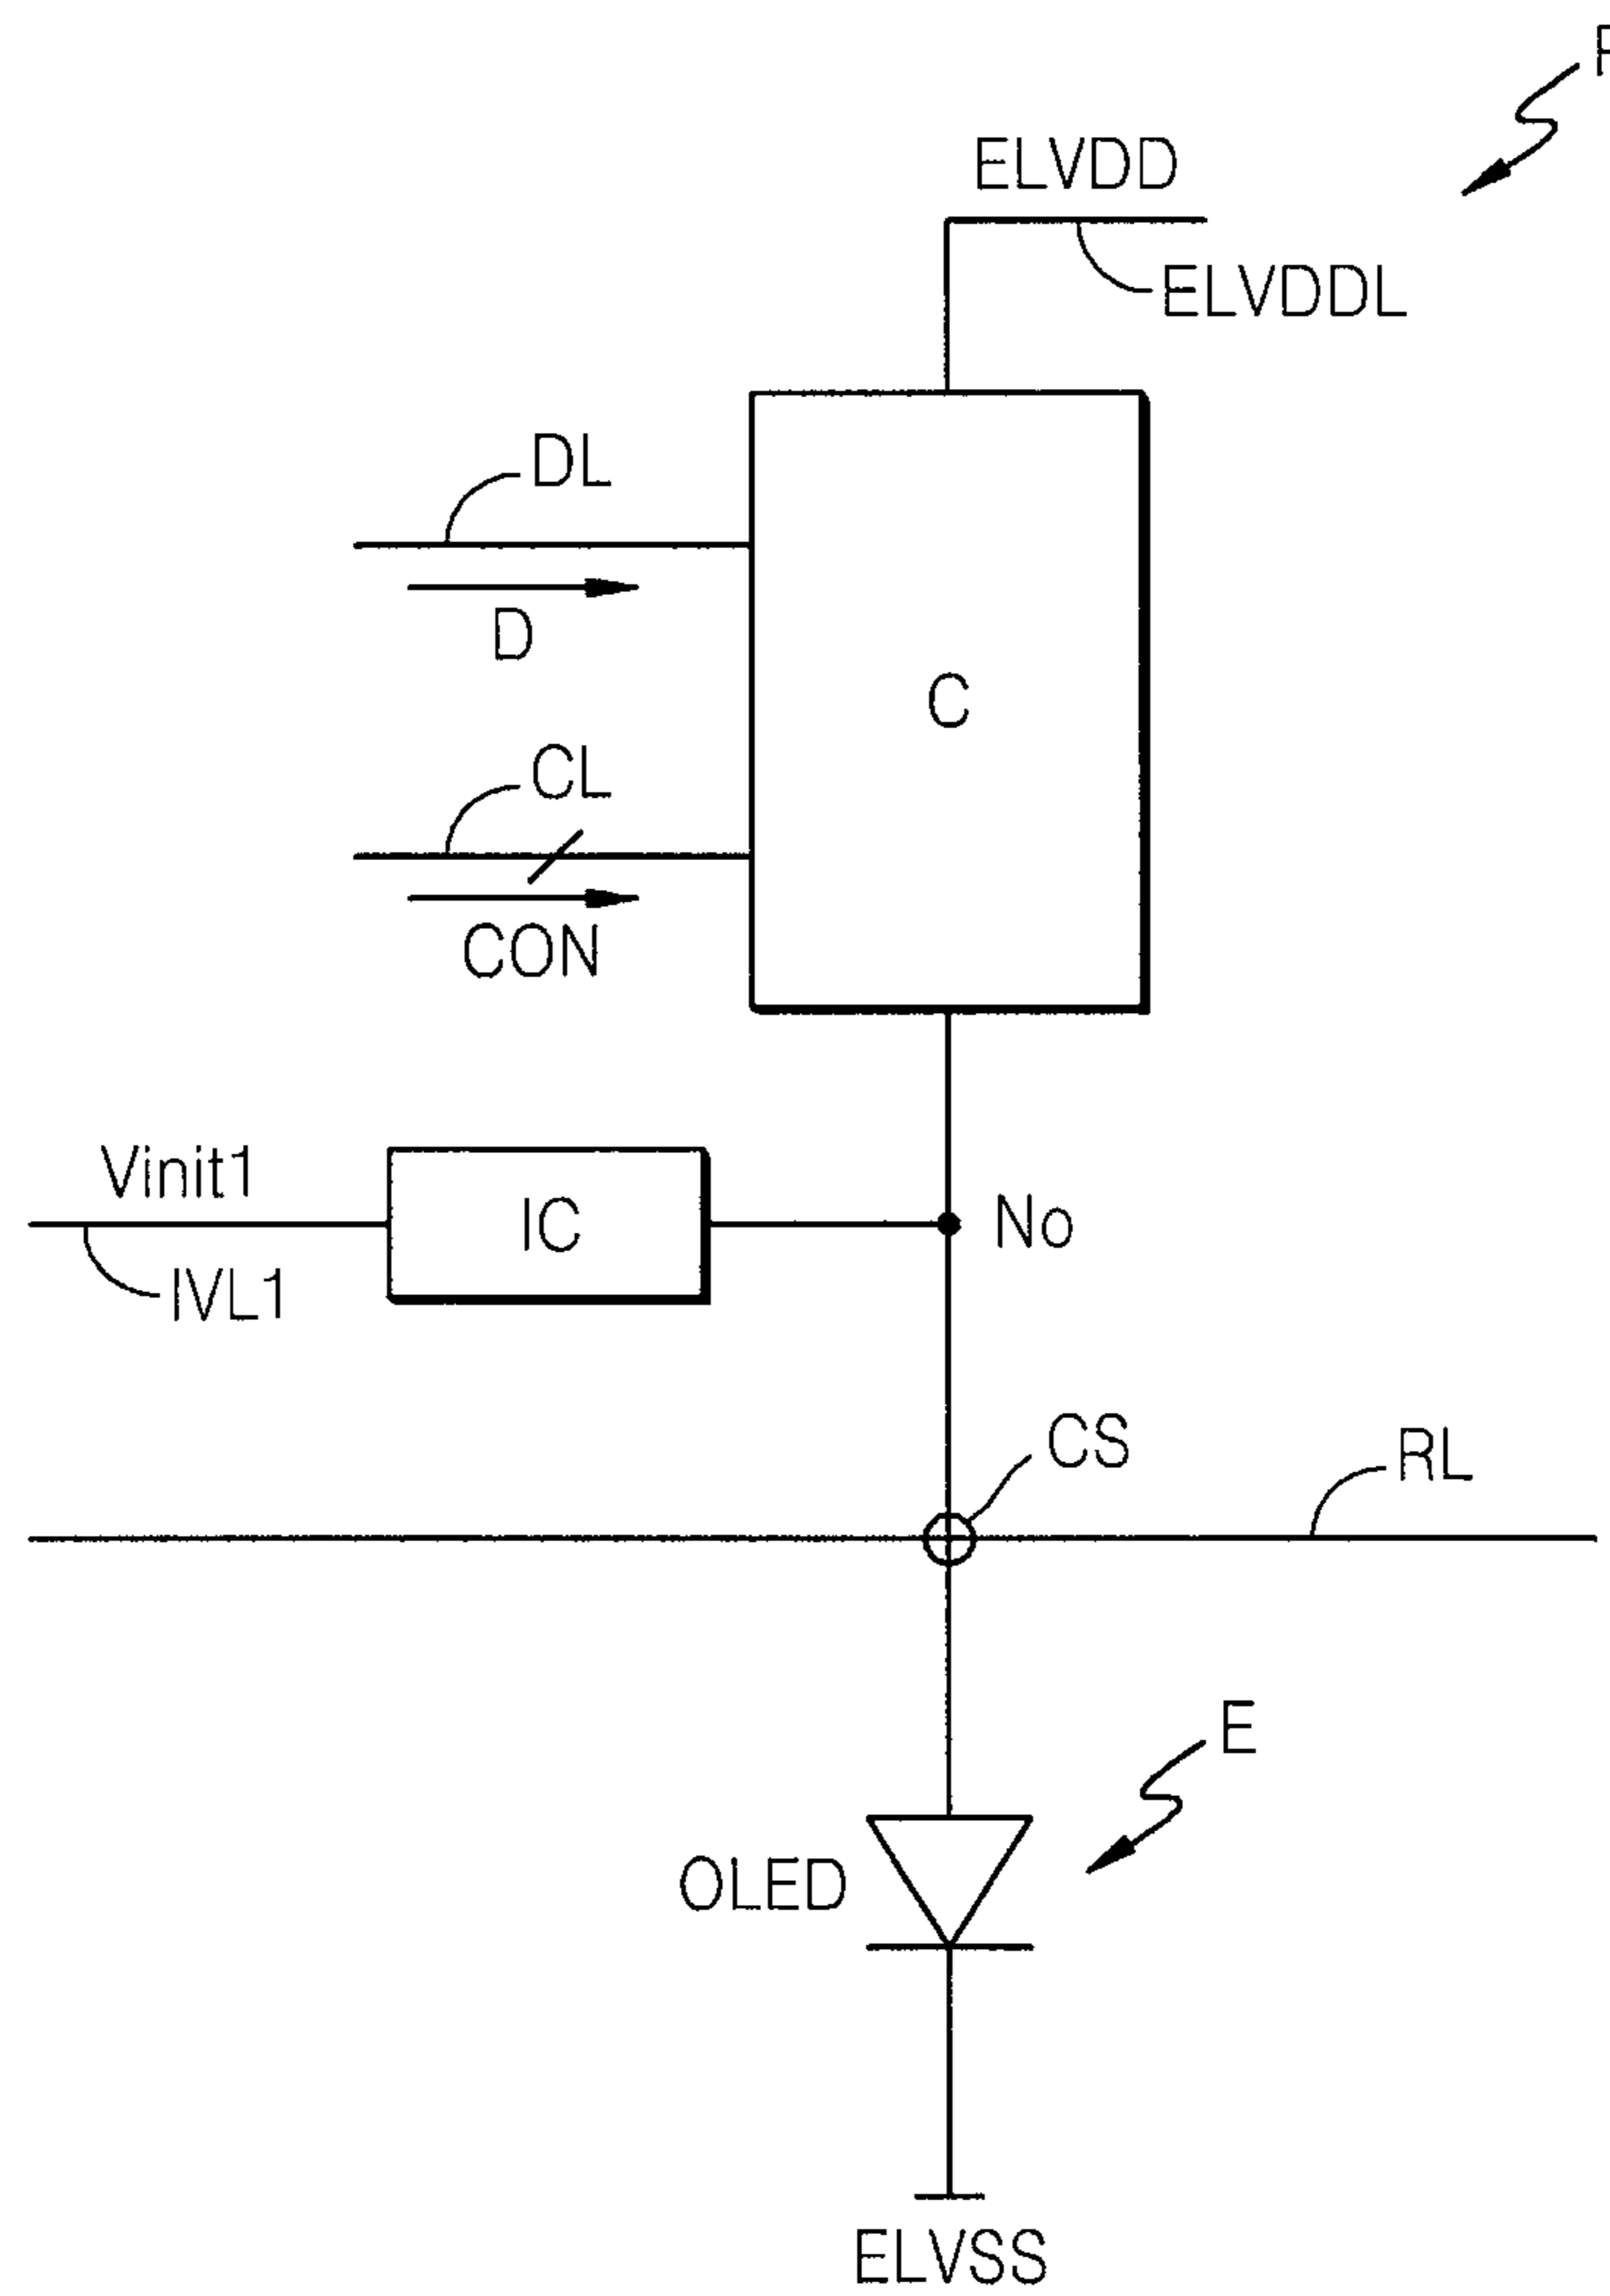 ELVDD
ELVDDL
DL
D
C
CL
CON
Vinit1
IC
No
IVL1
CS
RL
E
OLED
ELVSS